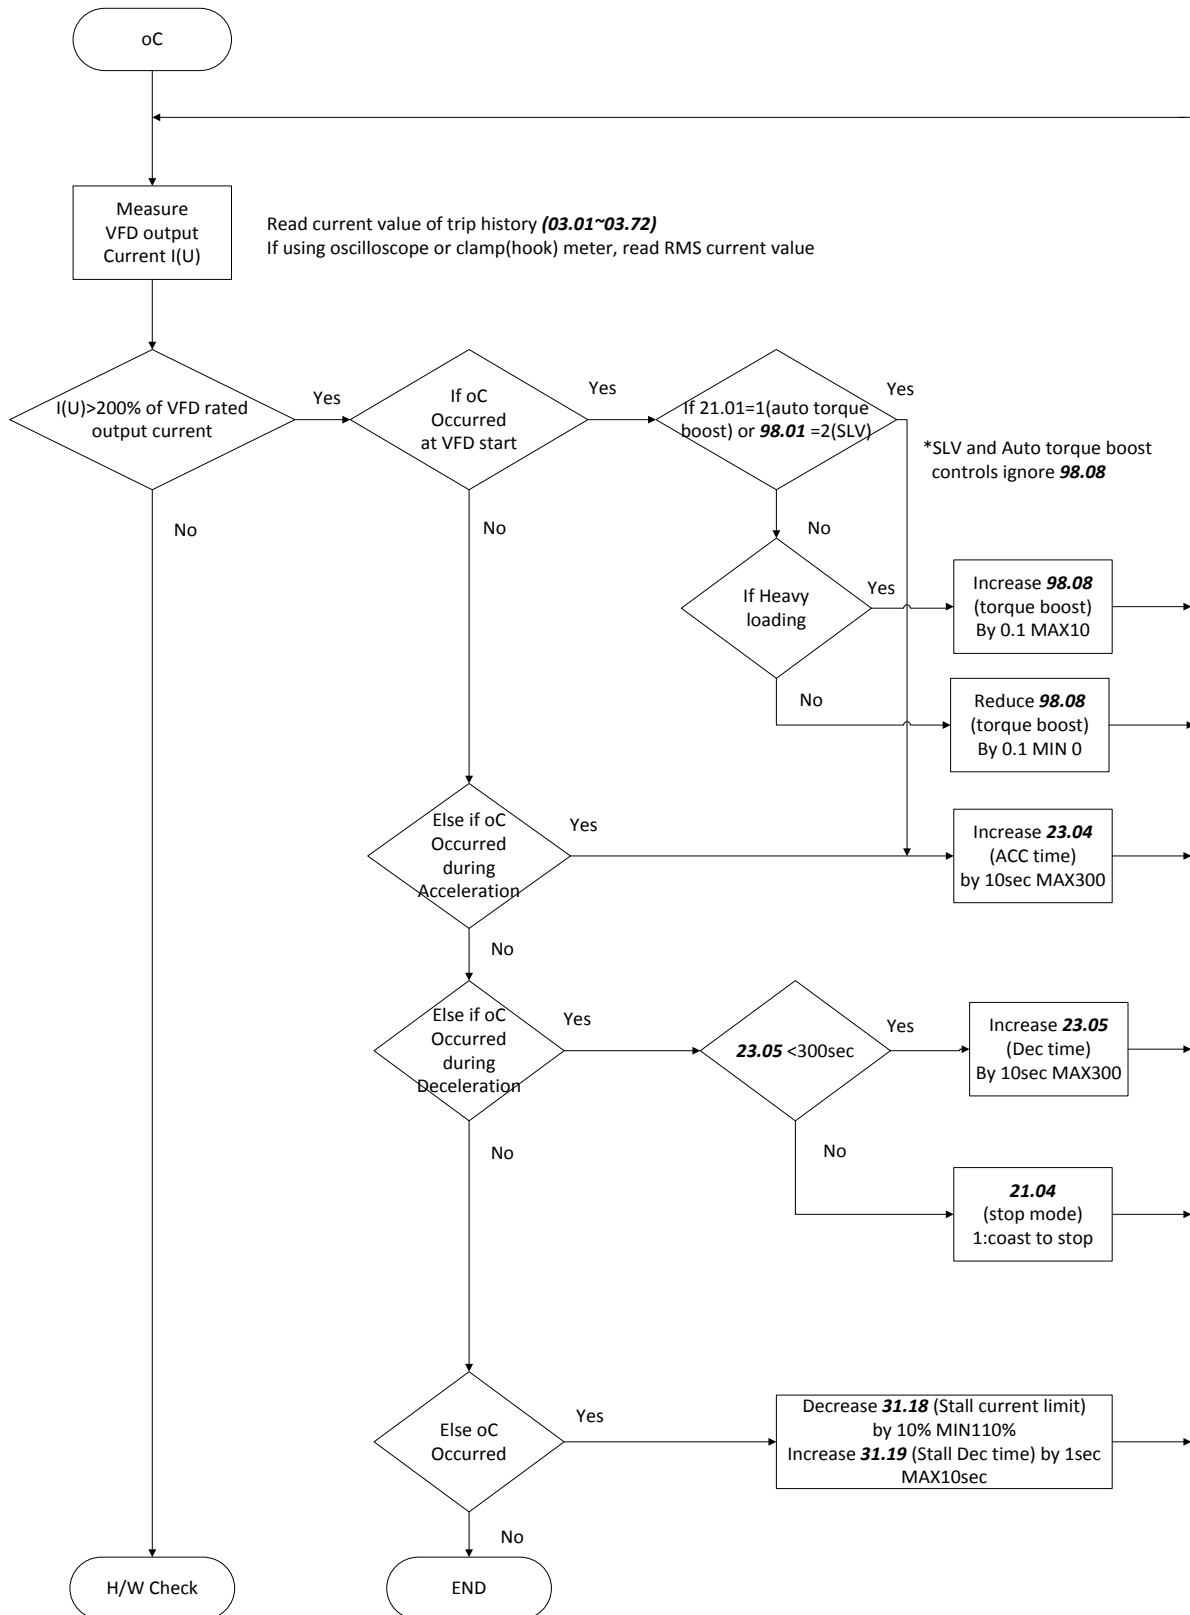 oC
Measure
VFD output
Current I(U)
Read current value of trip history (03.01~03.72)
If using oscilloscope or clamp(hook) meter, read RMS current value
I(U)>200% of VFD rated
output current
Yes
No
If oC
Occurred
at VFD start
Yes
No
If 21.01=1(auto torque
boost) or 98.01 =2(SLV)
Yes
No
*SLV and Auto torque boost
controls ignore 98.08
If Heavy
loading
Yes
No
Increase 98.08
(torque boost)
By 0.1 MAX10
Reduce 98.08
(torque boost)
By 0.1 MIN 0
Else if oC
Occurred
during
Acceleration
Yes
No
Increase 23.04
(ACC time)
by 10sec MAX300
Else if oC
Occurred
during
Deceleration
Yes
No
23.05 <300sec
Yes
No
Increase 23.05
(Dec time)
By 10sec MAX300
21.04
(stop mode)
1:coast to stop
Else oC
Occurred
Yes
No
Decrease 31.18 (Stall current limit)
by 10% MIN110%
Increase 31.19 (Stall Dec time) by 1sec
MAX10sec
H/W Check
END